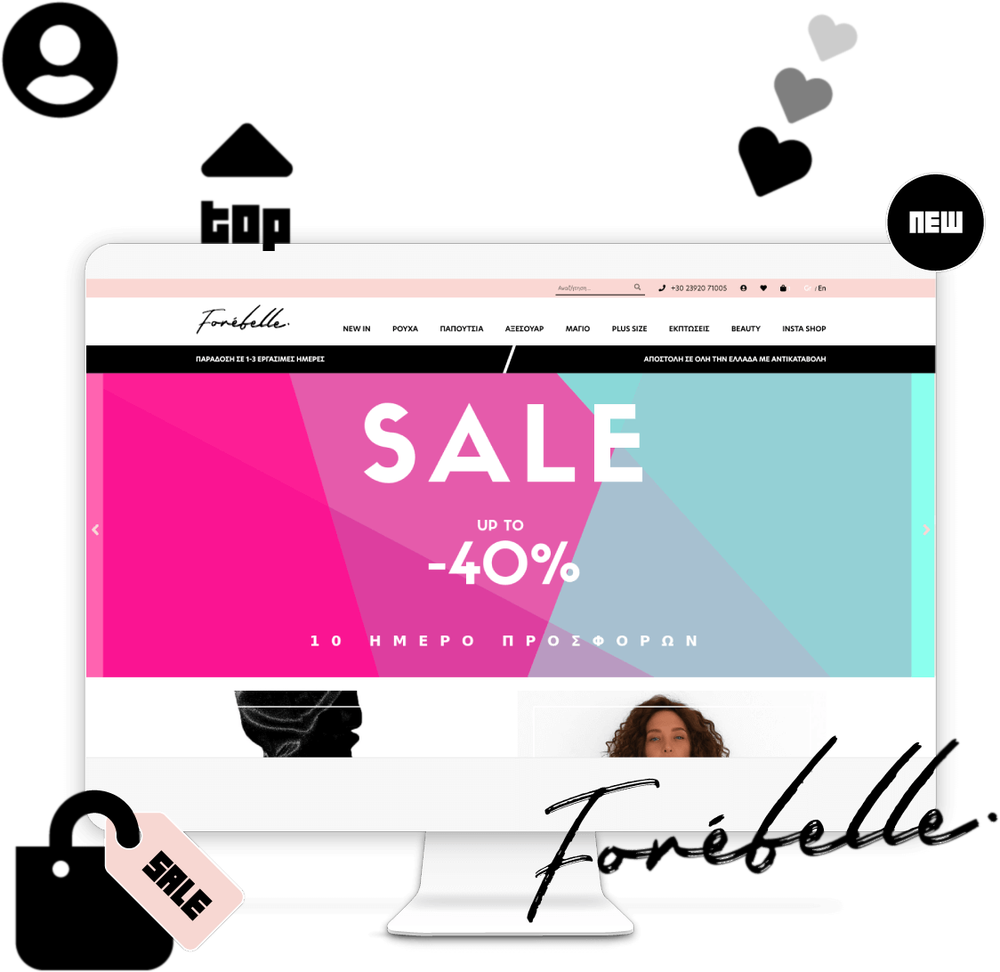 top
NEW
Αναζήτηση...
+30 23920 71005
Gr / En
Forébelle.
NEW IN ΡΟΥΧΑ ΠΑΠΟΥΤΣΙΑ ΑΞΕΣΟΥΑΡ ΜΑΓΙΟ PLUS SIZE ΕΚΠΤΩΣΕΙΣ BEAUTY INSTA SHOP
ΠΑΡΑΔΟΣΗ ΣΕ 1-3 ΕΡΓΑΣΙΜΕΣ ΗΜΕΡΕΣ
ΑΠΟΣΤΟΛΗ ΣΕ ΟΛΗ ΤΗΝ ΕΛΛΑΔΑ ΜΕ ΑΝΤΙΚΑΤΑΒΟΛΗ
SALE
UP TO
-40%
10 ΗΜΕΡΟ ΠΡΟΣΦΟΡΩΝ
Forébelle.
SALE